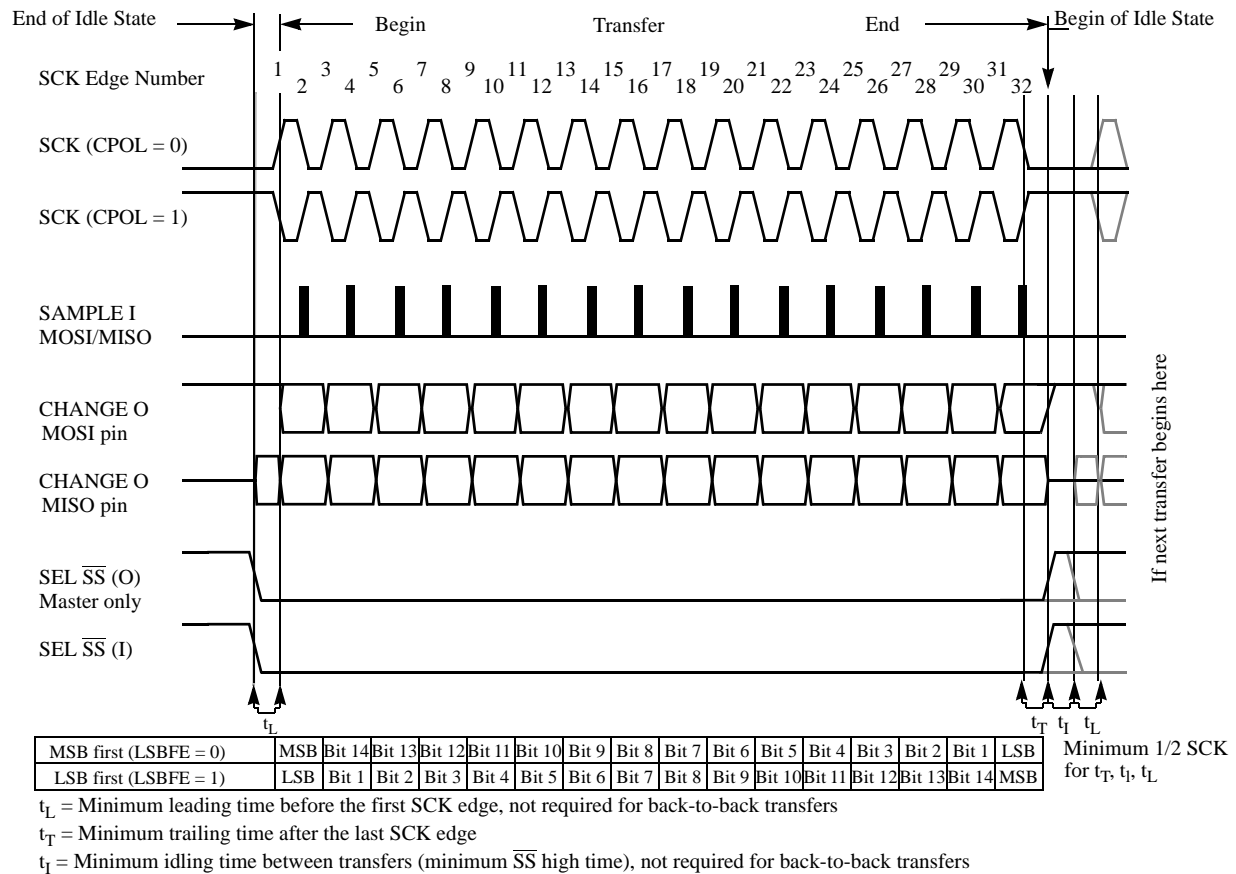 End of Idle State
Begin
Transfer
End
Begin of Idle State
SCK Edge Number
1 3 5 7 9 11 13 15 17 19 21 23 25 27 29 31
2 4 6 8 10 12 14 16 18 20 22 24 26 28 30 32
SCK (CPOL = 0)
SCK (CPOL = 1)
SAMPLE I
MOSI/MISO
CHANGE O
MOSI pin
CHANGE O
MISO pin
SEL SS (O)
Master only
SEL SS (I)
If next transfer begins here
tL
tT tI tL
MSB first (LSBFE = 0) MSB Bit 14 Bit 13 Bit 12 Bit 11 Bit 10 Bit 9 Bit 8 Bit 7 Bit 6 Bit 5 Bit 4 Bit 3 Bit 2 Bit 1 LSB
LSB first (LSBFE = 1) LSB Bit 1 Bit 2 Bit 3 Bit 4 Bit 5 Bit 6 Bit 7 Bit 8 Bit 9 Bit 10 Bit 11 Bit 12 Bit 13 Bit 14 MSB
Minimum 1/2 SCK
for tT, tl, tL
tL = Minimum leading time before the first SCK edge, not required for back-to-back transfers
tT = Minimum trailing time after the last SCK edge
tI = Minimum idling time between transfers (minimum SS high time), not required for back-to-back transfers